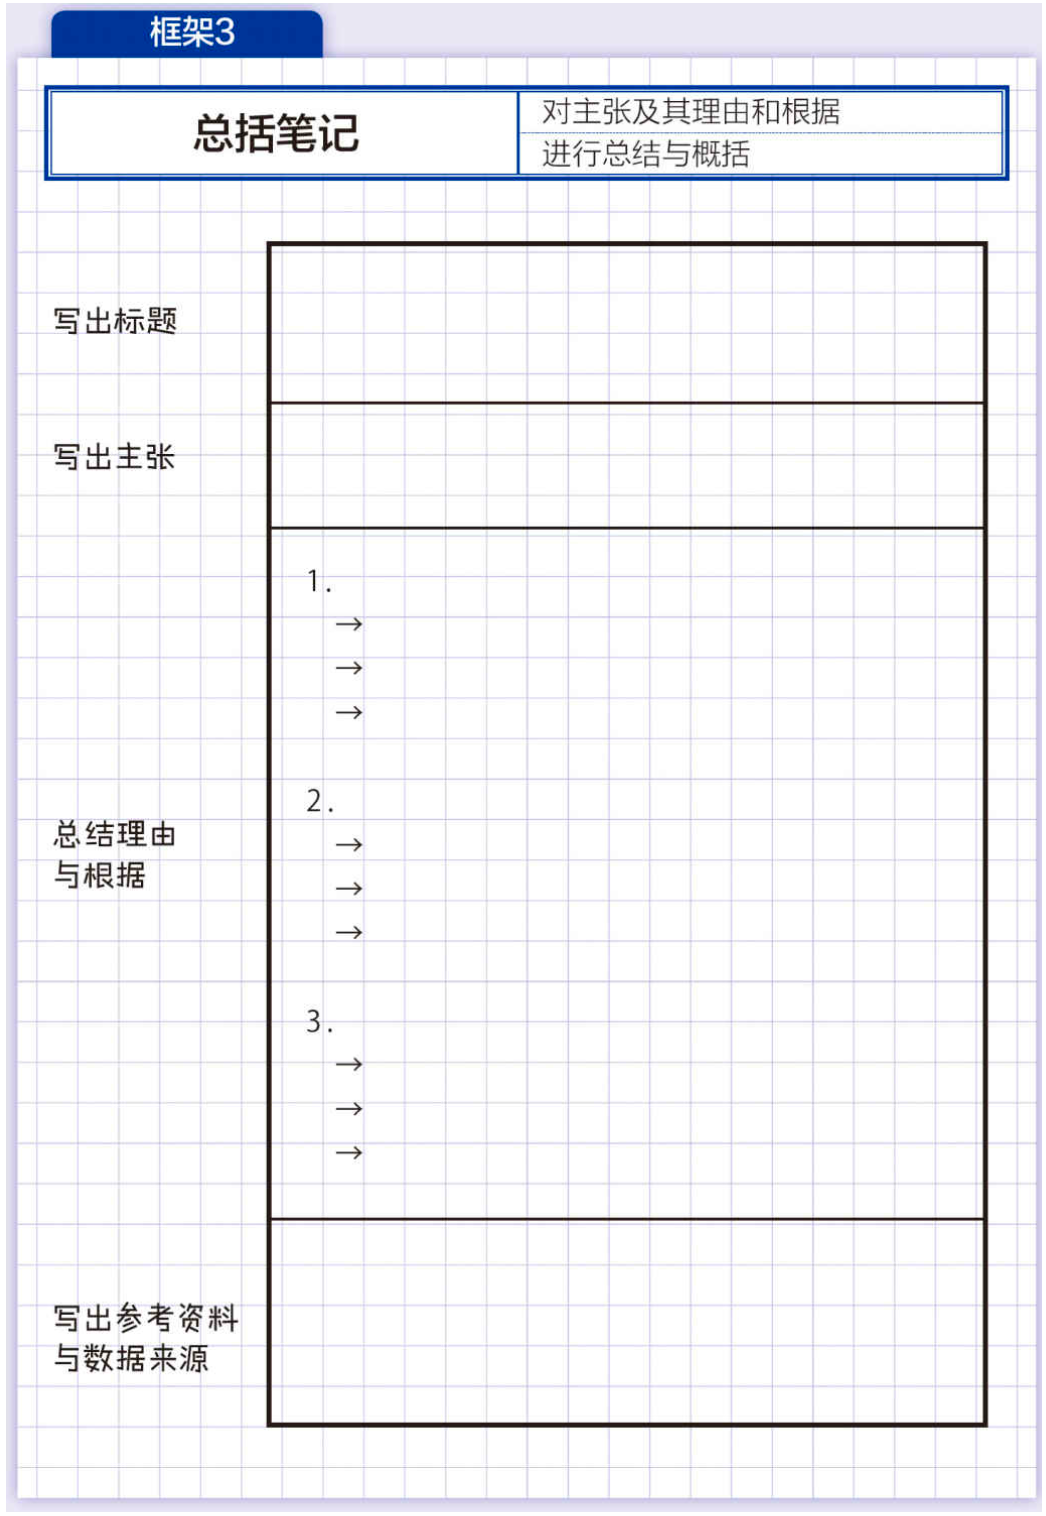 框架3
总括笔记
对主张及其理由和根据
进行总结与概括
写出标题
写出主张
总结理由
与根据
1.
→
→
→
2.
→
→
→
3.
→
→
→
写出参考资料
与数据来源